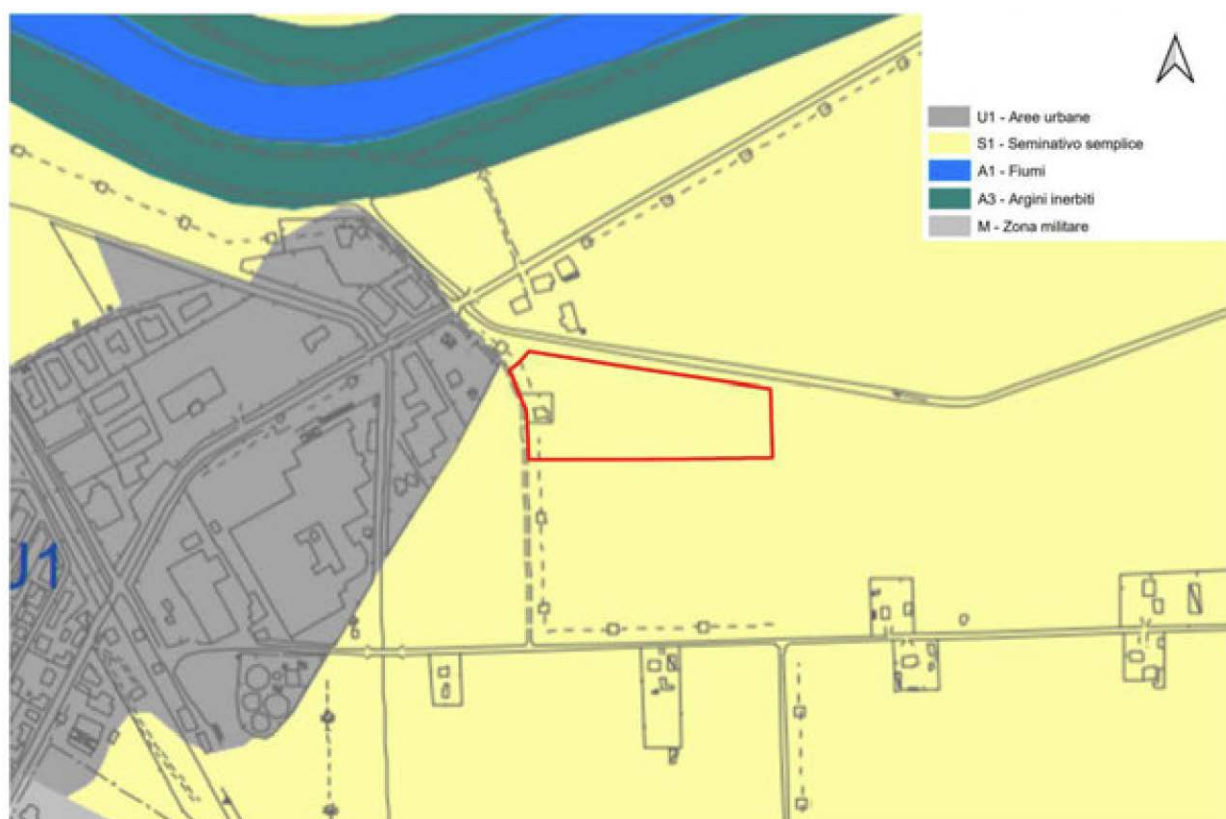 U1 - Aree urbane
S1 - Seminativo semplice
A1 - Fiumi
A3 - Argini inerbiti
M - Zona militare
U1